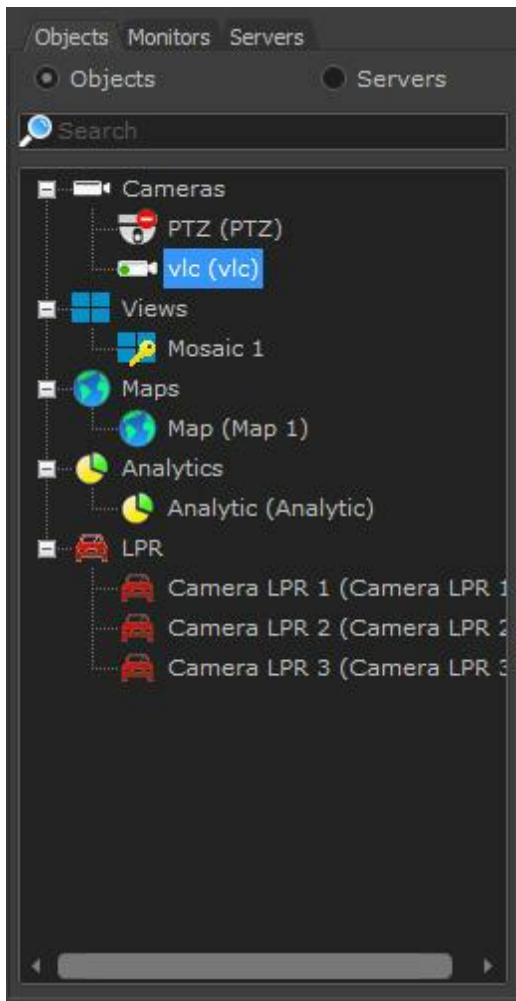 Objects Monitors Servers
Objects Servers
Search
Cameras
PTZ (PTZ)
vlc (vlc)
Views
Mosaic 1
Maps
Map (Map 1)
Analytics
Analytic (Analytic)
LPR
Camera LPR 1 (Camera LPR 1
Camera LPR 2 (Camera LPR 2
Camera LPR 3 (Camera LPR 3